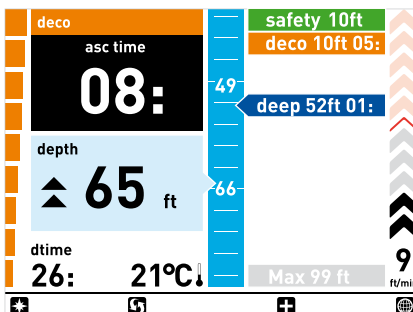 deco
asc time
08:
depth
65 ft
dtime
26: 21°C
49
66
safety 10ft
deco 10ft 05:
deep 52ft 01:
Max 99 ft
9
ft/min